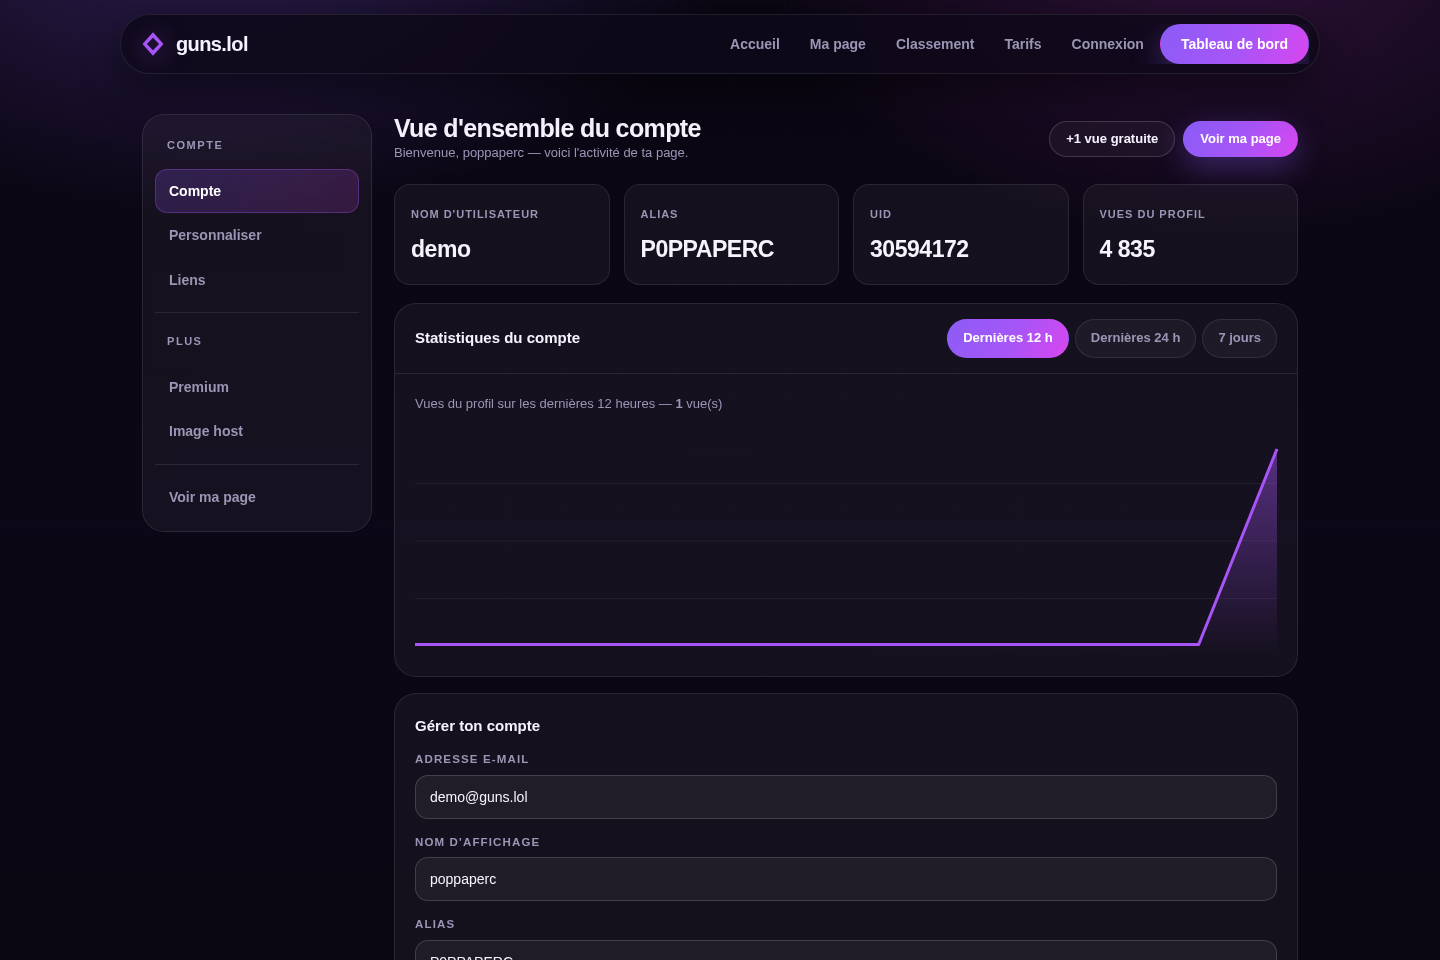 guns.lol
Accueil
Ma page
Classement
Tarifs
Connexion
Tableau de bord
COMPTE
Compte
Personnaliser
Liens
PLUS
Premium
Image host
Voir ma page
Vue d'ensemble du compte
Bienvenue, poppaperc — voici l'activité de ta page.
+1 vue gratuite
Voir ma page
NOM D'UTILISATEUR
demo
ALIAS
P0PPAPERC
UID
30594172
VUES DU PROFIL
4 835
Statistiques du compte
Dernières 12 h
Dernières 24 h
7 jours
Vues du profil sur les dernières 12 heures — 1 vue(s)
Gérer ton compte
ADRESSE E-MAIL
demo@guns.lol
NOM D'AFFICHAGE
poppaperc
ALIAS
P0PPAPERC